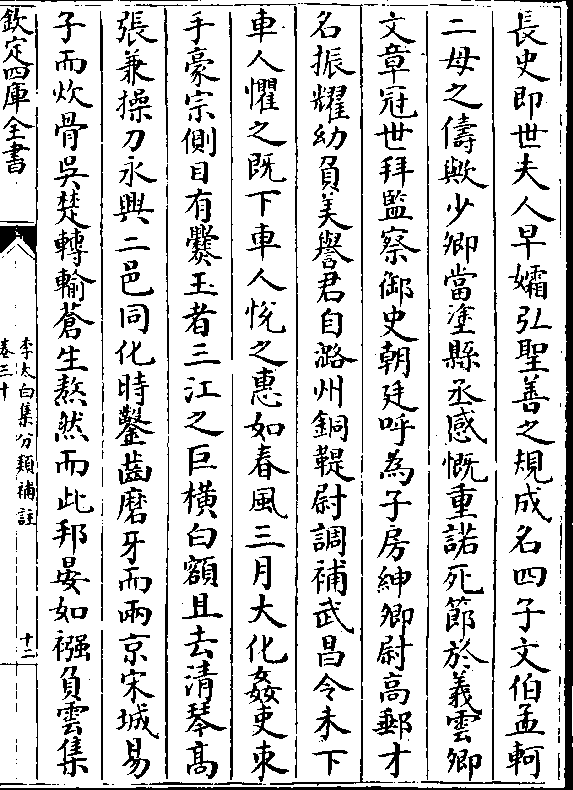 長史即世夫人早孀弘聖善之規成名四子文伯孟軻
二母之儔歟少卿當塗縣丞感慨重諾死節於義雲卿
文章冠世拜監察御史朝廷呼為子房紳卿尉高郵才
名振耀幼負美譽君自潞州銅鞮尉調補武昌令未下
車人懼之既下車人悅之惠如春風三月大化姦吏束
手豪宗側目有爨玉者三江之巨橫白額且去清琴高
張兼操刀永興二邑同化時鑿齒磨牙而兩京宋城易
子而炊骨吳楚轉輸蒼生熬然而此邦晏如襁負雲集
欽定四庫全書
李太白集分類補註
卷三十
十二